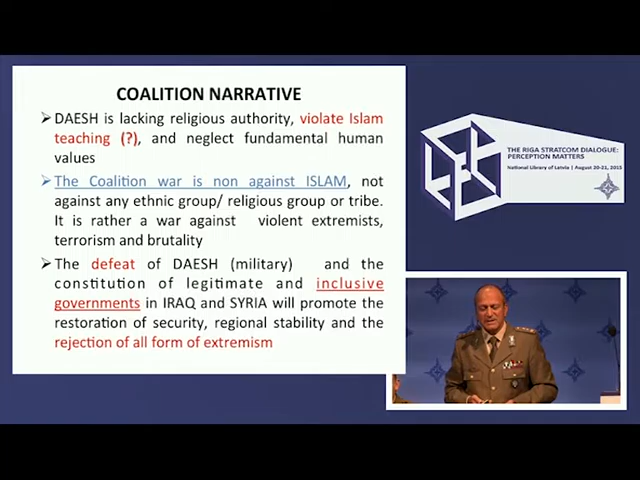 COALITION NARRATIVE
➢DAESH is lacking religious authority, violate Islam
teaching (?), and neglect fundamental human
values
➢The Coalition war is non against ISLAM, not
against any ethnic group/ religious group or tribe.
It is rather a war against violent extremists,
terrorism and brutality
➢The defeat of DAESH (military) and the
constitution of legitimate and inclusive
governments in IRAQ and SYRIA will promote the
restoration of security, regional stability and the
rejection of all form of extremism
THE RIGA STRATCOM DIALOGUE:
PERCEPTION MATTERS
National Library of Latvia | August 20-21, 2015